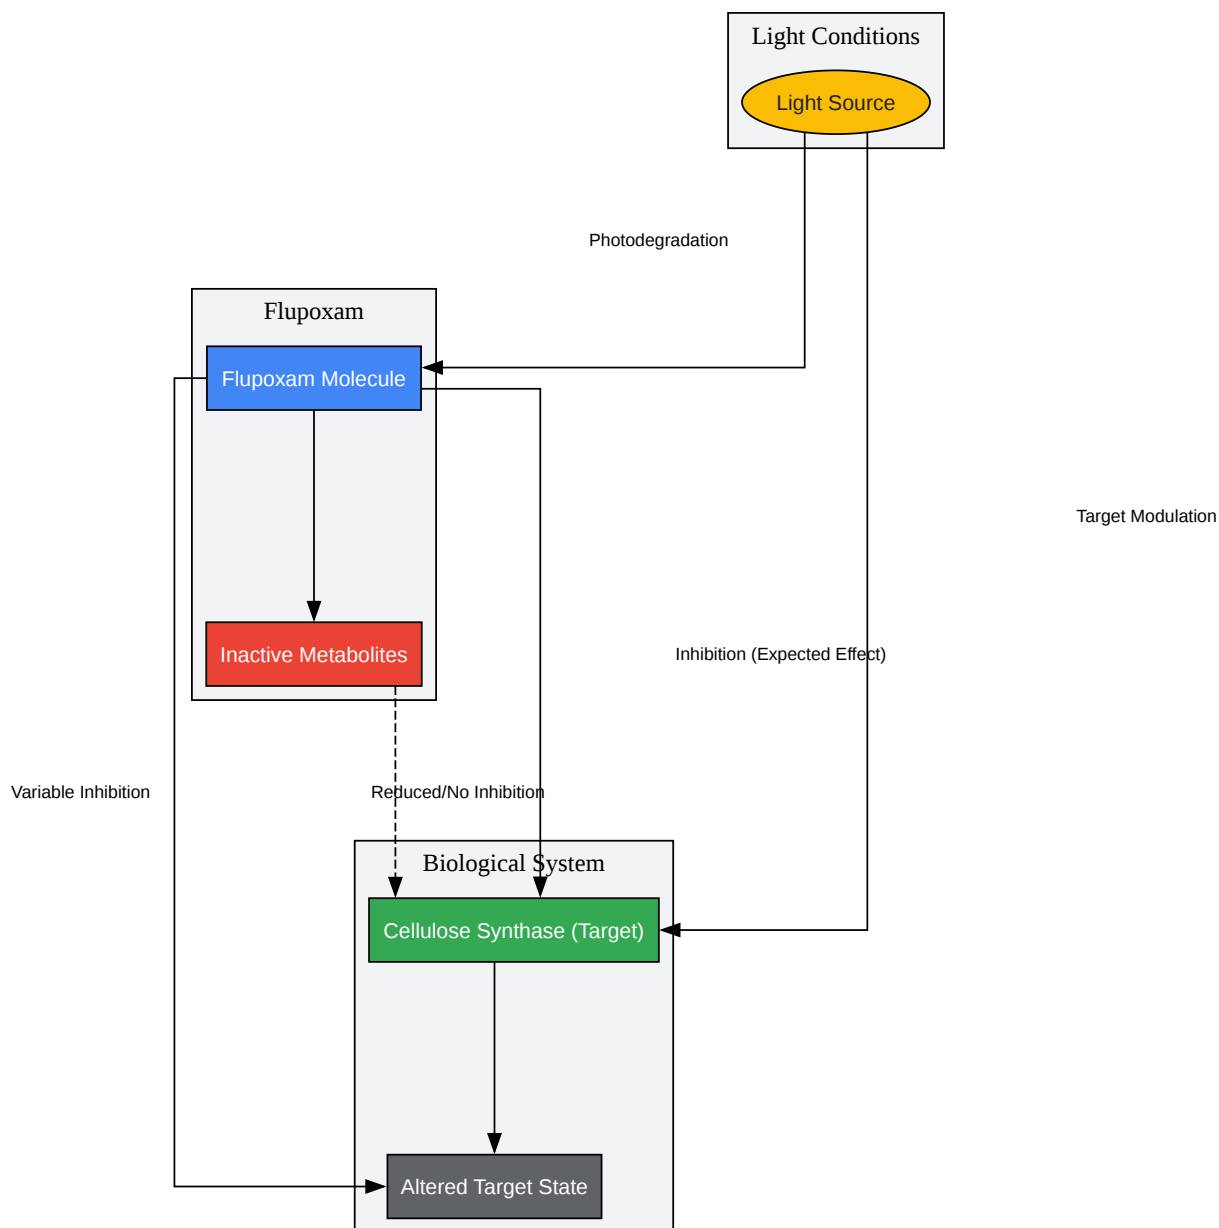 Light Conditions
Light Source
Photodegradation
Flupoxam
Flupoxam Molecule
Target Modulation
Inactive Metabolites
Inhibition (Expected Effect)
Variable Inhibition
Reduced/No Inhibition
Biological System
Cellulose Synthase (Target)
Altered Target State